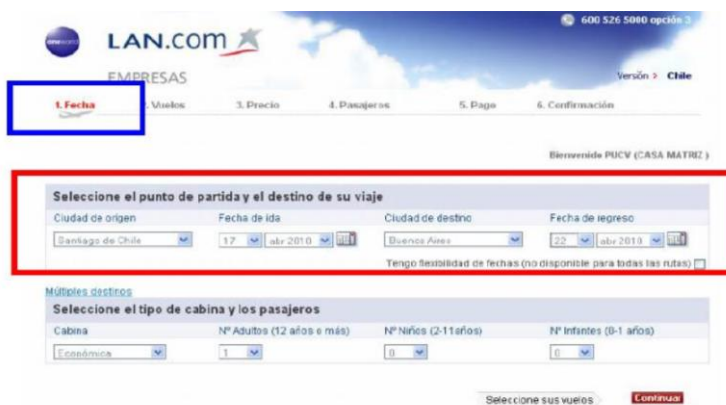 600 526 5000 opción 3
oneworld
LAN.com
EMPRESAS
Versión > Chile
1. Fecha 2. Vuelos 3. Precio 4. Pasajeros 5. Pago 6. Confirmación
Bienvenido PUCV (CASA MATRIZ )
Seleccione el punto de partida y el destino de su viaje
Ciudad de origen Fecha de ida Ciudad de destino Fecha de regreso
Santiago de Chile 17 abr 2010 Buenos Aires 22 abr 2010
Tengo flexibilidad de fechas (no disponible para todas las rutas)
Múltiples destinos
Seleccione el tipo de cabina y los pasajeros
Cabina Nº Adultos (12 años o más) Nº Niños (2-11años) Nº Infantes (0-1 años)
Económica 1 0 0
Seleccione sus vuelos Continuar